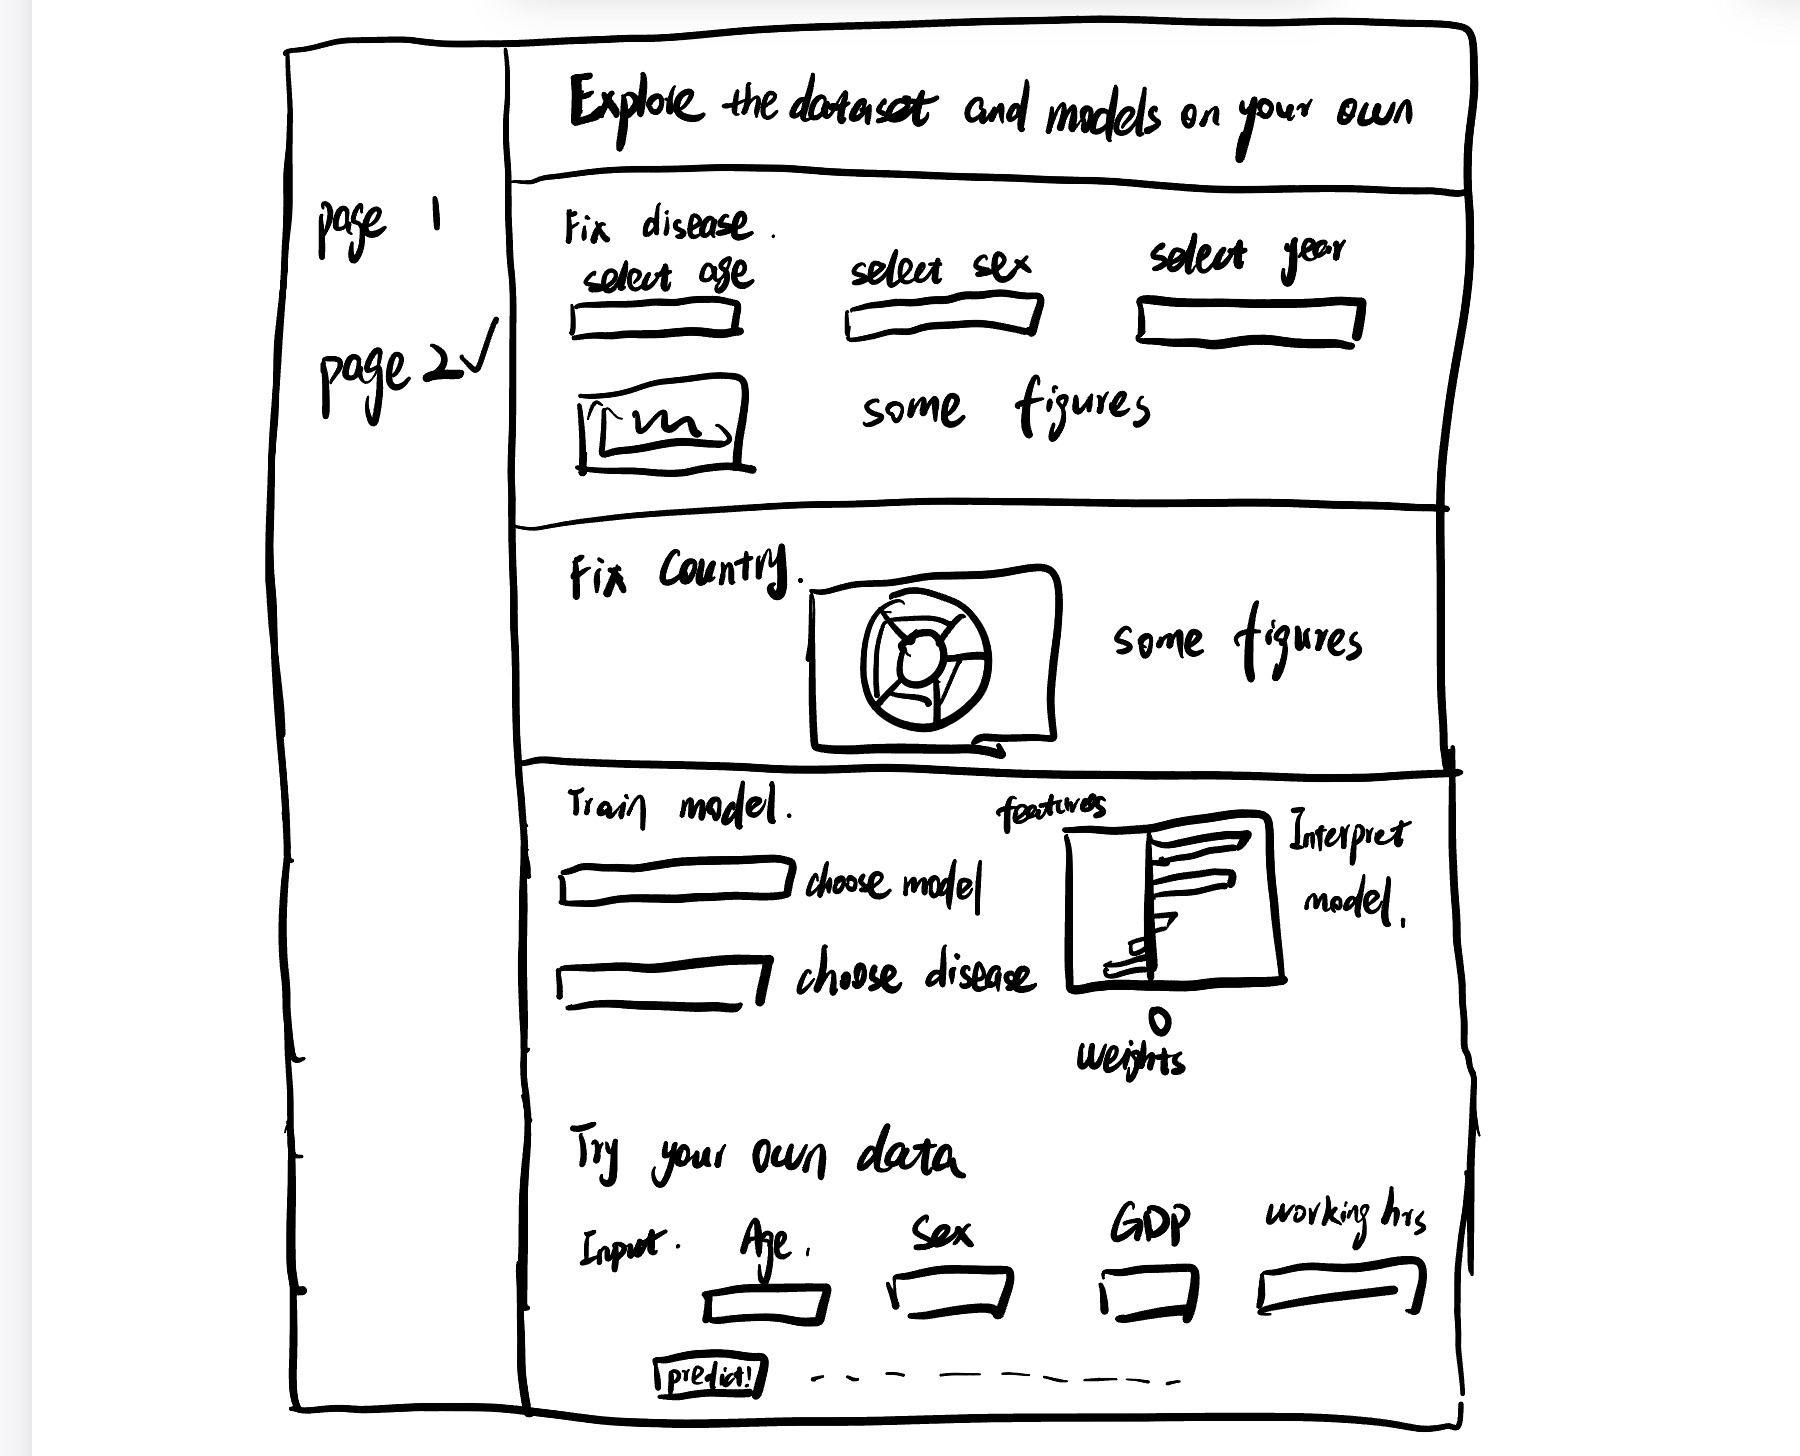 Explore the dataset and models on your own
page 1
page 2
Fix disease.
select age
select sex
select year
some figures
Fix Country.
some figures
Train model.
choose model
choose disease
features
Interpret
model.
0
weights
Try your own data
Input.
Age.
Sex
GDP
working hrs
predict!